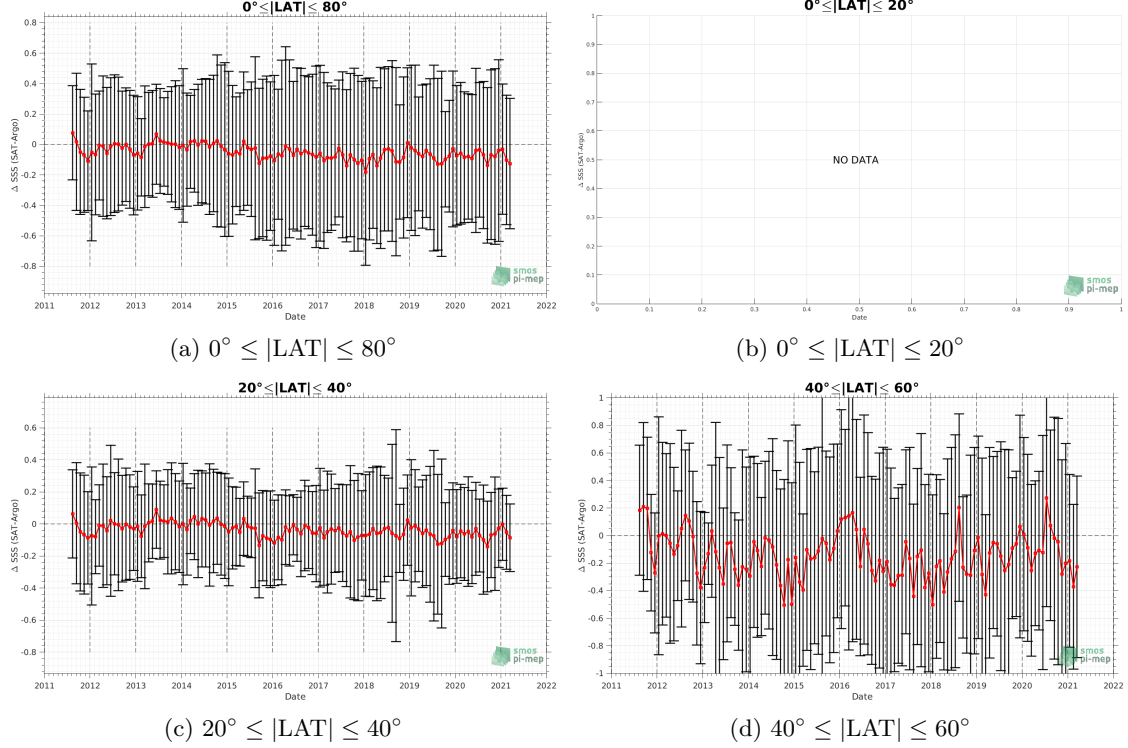 0°≤|LAT|≤ 80°
0.8
0.6
0.4
0.2
0
-0.2
-0.4
-0.6
-0.8
Δ SSS (SAT-Argo)
2011 2012 2013 2014 2015 2016 2017 2018 2019 2020 2021 2022
Date
smos
pi-mep
(a) 0° ≤ |LAT| ≤ 80°
0°≤|LAT|≤ 20°
1
0.9
0.8
0.7
0.6
0.5
0.4
0.3
0.2
0.1
0
Δ SSS (SAT-Argo)
NO DATA
0 0.1 0.2 0.3 0.4 0.5 0.6 0.7 0.8 0.9 1
Date
smos
pi-mep
(b) 0° ≤ |LAT| ≤ 20°
20°≤|LAT|≤ 40°
0.6
0.4
0.2
0
-0.2
-0.4
-0.6
-0.8
Δ SSS (SAT-Argo)
2011 2012 2013 2014 2015 2016 2017 2018 2019 2020 2021 2022
Date
smos
pi-mep
(c) 20° ≤ |LAT| ≤ 40°
40°≤|LAT|≤ 60°
1
0.8
0.6
0.4
0.2
0
-0.2
-0.4
-0.6
-0.8
-1
Δ SSS (SAT-Argo)
2011 2012 2013 2014 2015 2016 2017 2018 2019 2020 2021 2022
Date
smos
pi-mep
(d) 40° ≤ |LAT| ≤ 60°